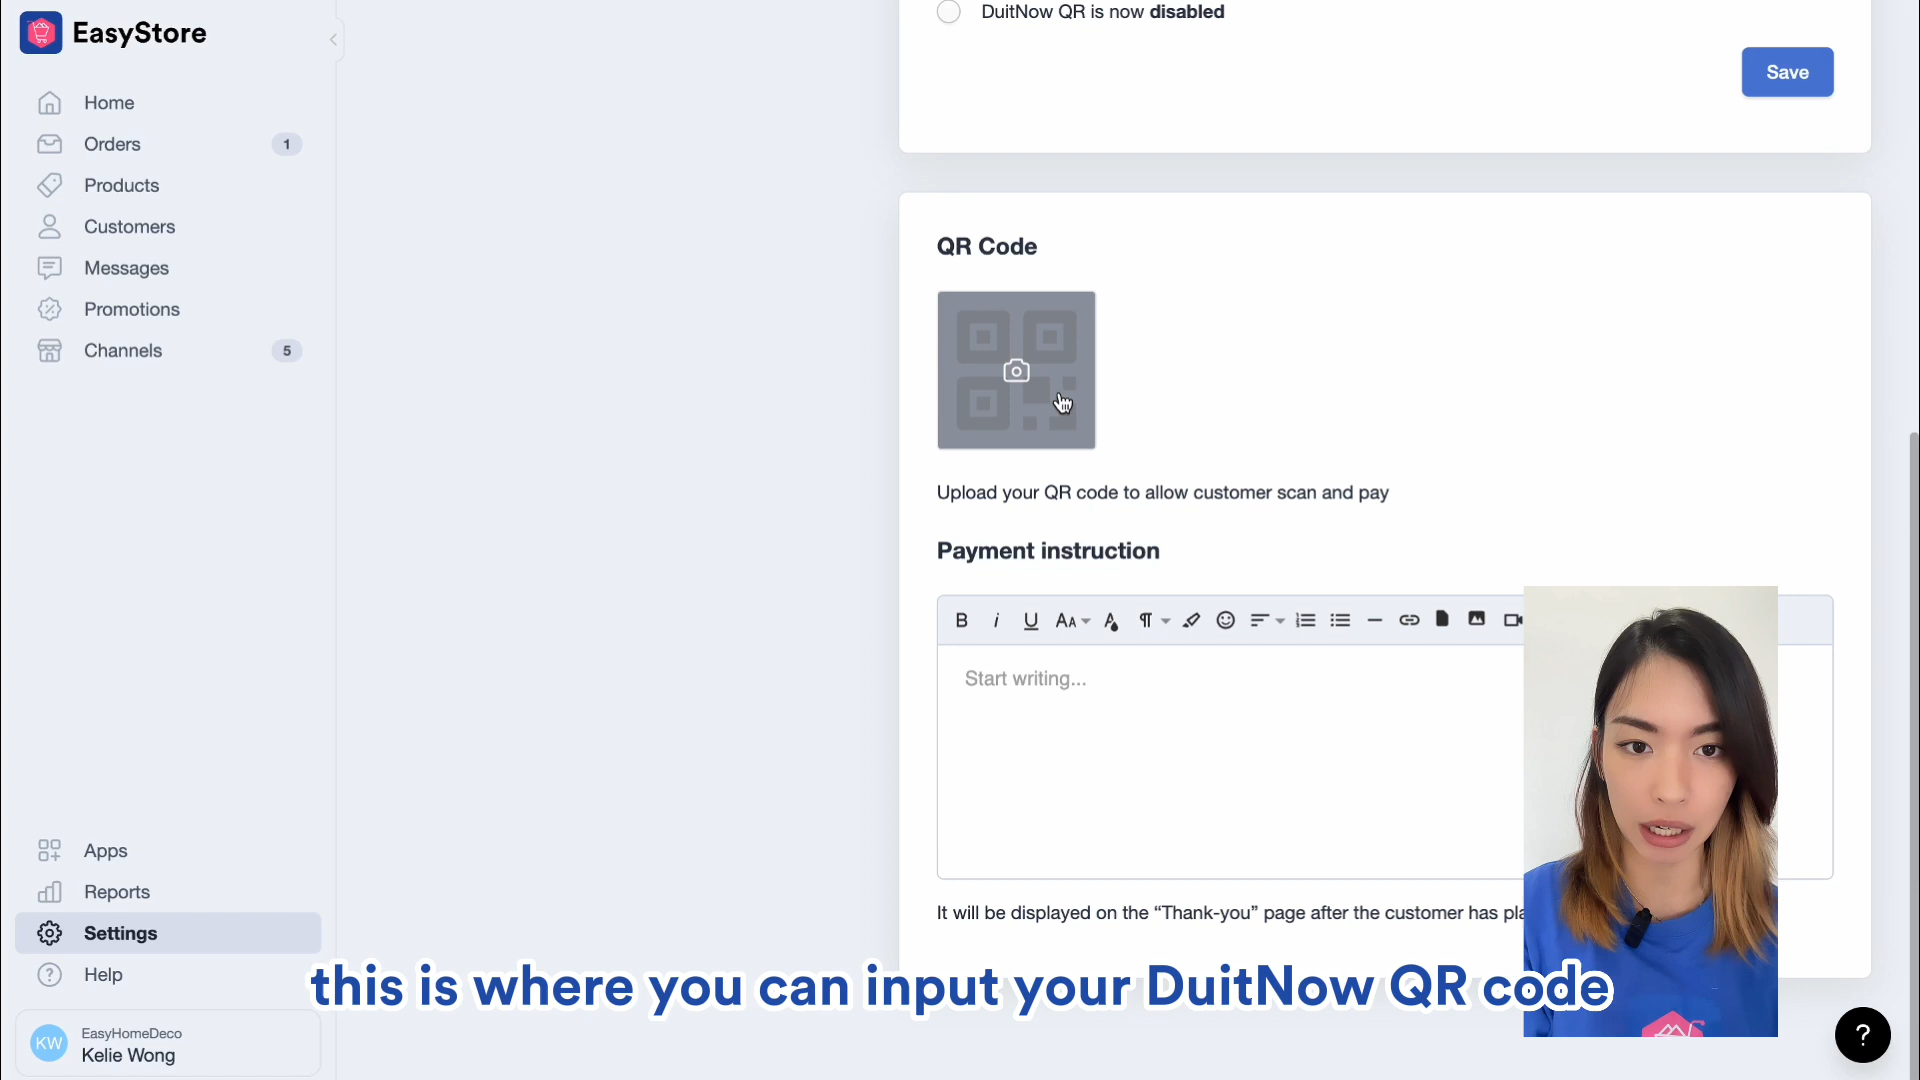 EasyStore
Home
Orders
1
Products
Customers
Messages
Promotions
Channels
5
Apps
Reports
Settings
Help
EasyHomeDeco
KW
Kelie Wong
DuitNow QR is now disabled
Save
QR Code
Upload your QR code to allow customer scan and pay
Payment instruction
B i U AA A ¶
Start writing...
It will be displayed on the “Thank-you” page after the customer has
this is where you can input your DuitNow QR code
?